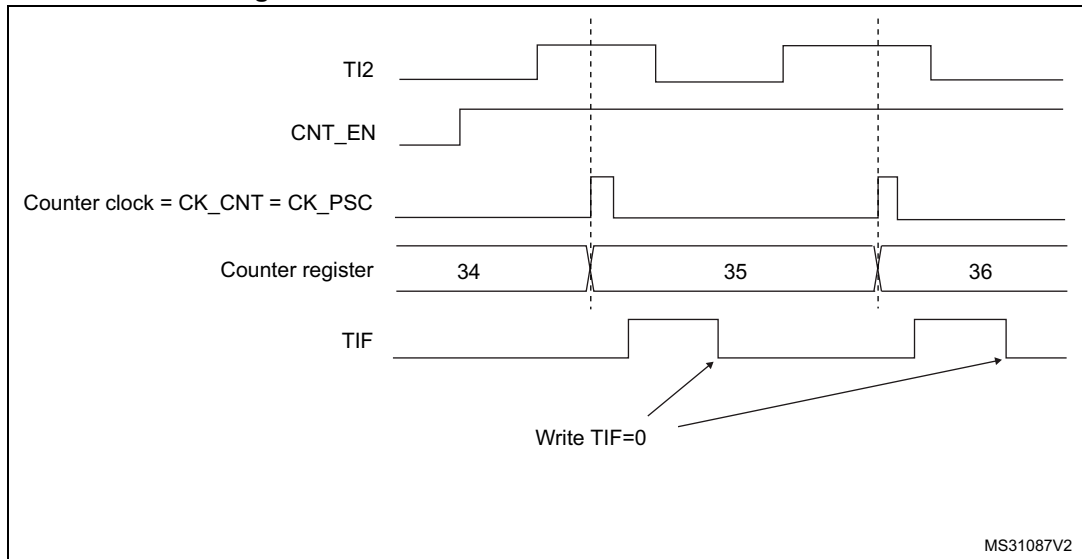 TI2
CNT_EN
Counter clock = CK_CNT = CK_PSC
Counter register 34 35 36
TIF
Write TIF=0
MS31087V2